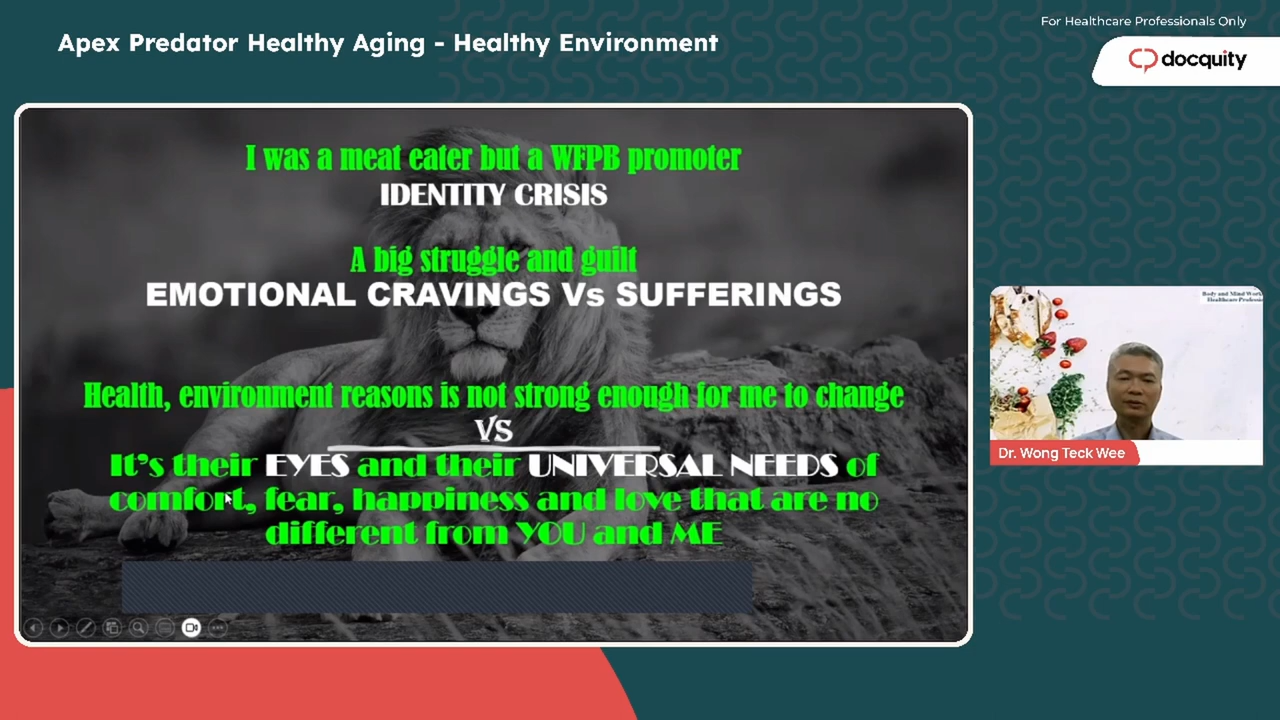 For Healthcare Professionals Only
Apex Predator Healthy Aging - Healthy Environment
docquity
I was a meat eater but a WFPB promoter
IDENTITY CRISIS
A big struggle and guilt
EMOTIONAL CRAVINGS Vs SUFFERINGS
Health, environment reasons is not strong enough for me to change
VS
It's their EYES and their UNIVERSAL NEEDS of
comfort, fear, happiness and love that are no
different from YOU and ME
Body and Mind
Dr. Wong Teck Wee